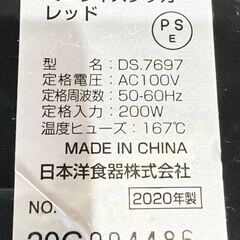 レッド
PS
E
型　　名 : DS.7697
定格電圧 : AC100V
定格周波数 : 50-60Hz
定格入力 : 200W
温度ヒューズ : 167℃
MADE IN CHINA
日本洋食器株式会社
2020年製
NO.